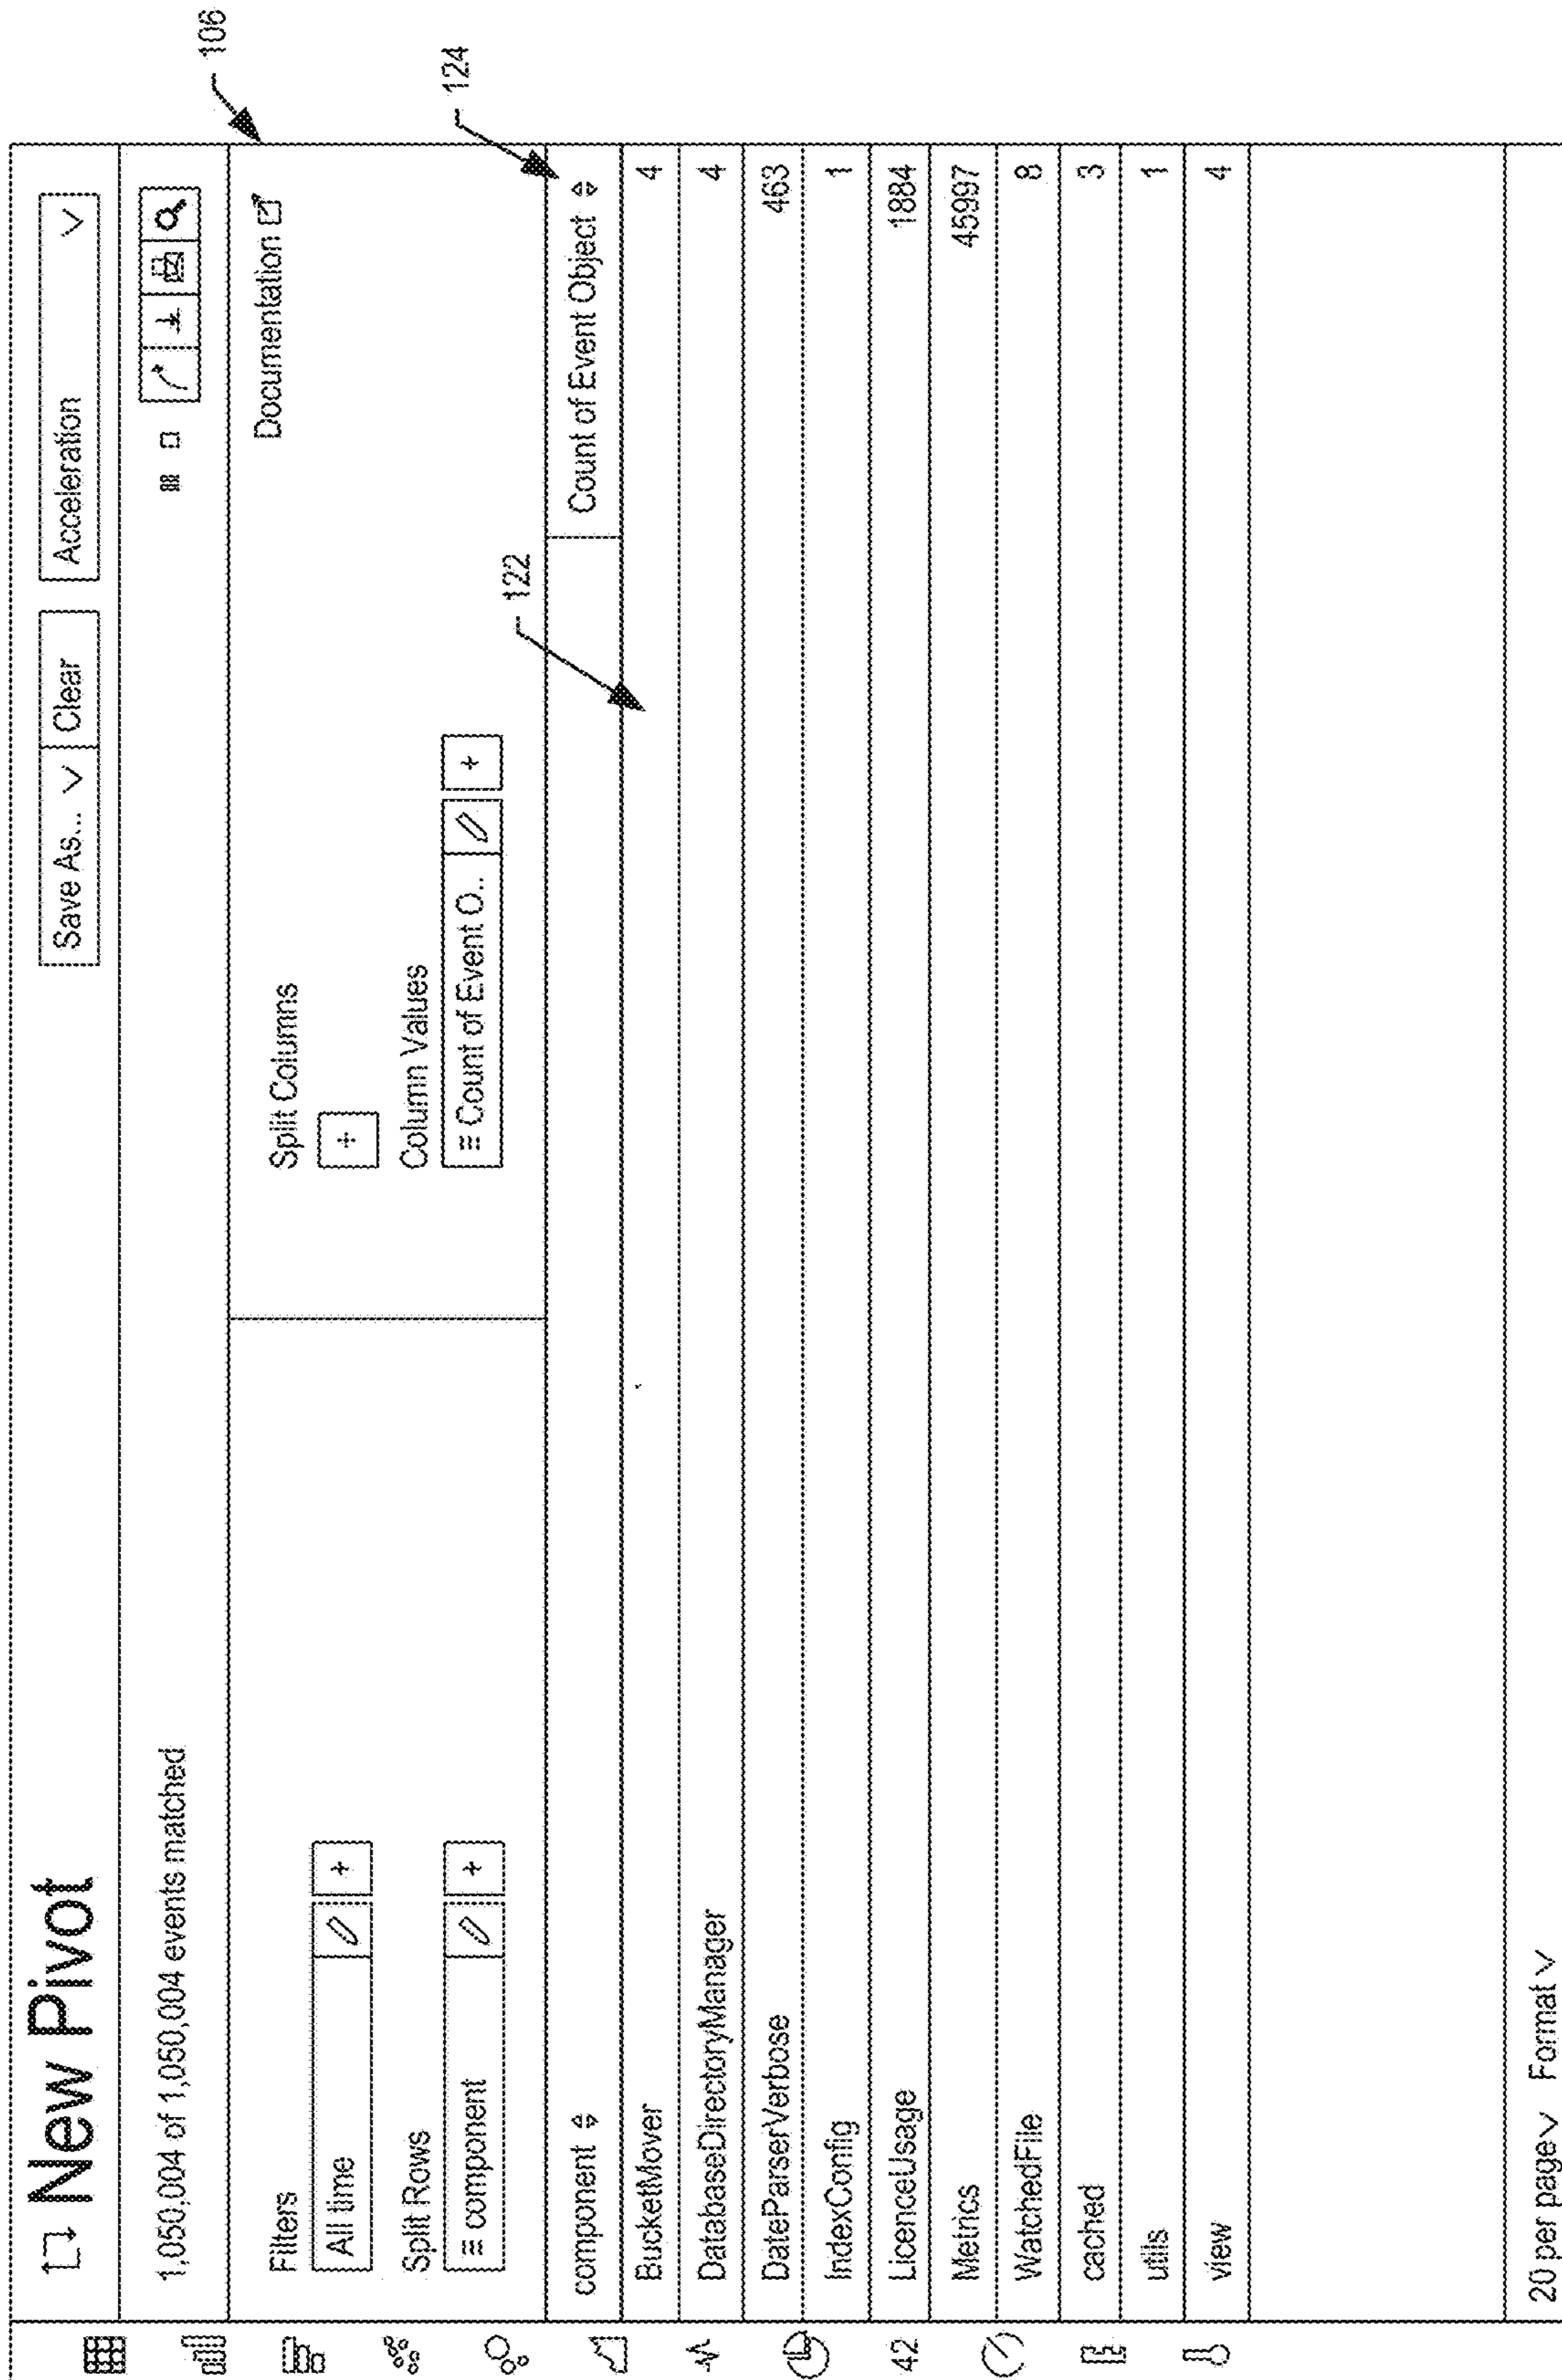 New Pivot
Save As... Clear Acceleration
1,050,004 of 1,050,004 events matched
106
Filters
Split Columns
Documentation
All time +
+
Split Rows
Column Values
component +
Count of Event O.. +
122
124
component Count of Event Object
BucketMover 4
DatabaseDirectoryManager 4
DateParserVerbose 463
IndexConfig 1
LicenceUsage 1884
42
Metrics 45997
WatchedFile 8
cached 3
utils 1
view 4
20 per page Format